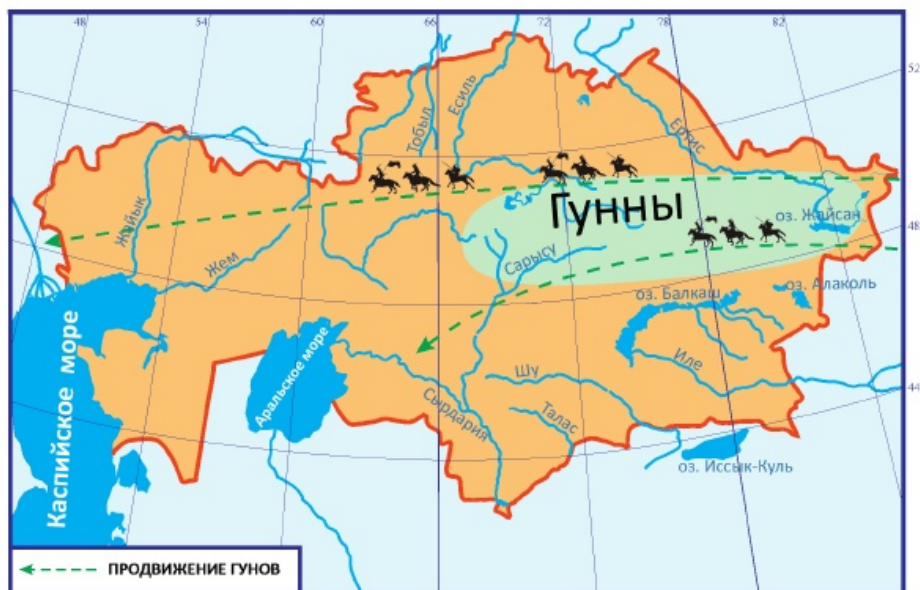 48
54
60
66
72
78
82
52
Тобыл
Есиль
Ертис
Гунны
оз. Жайсан
48
Жайык
Жем
Сарысу
оз. Балкаш
оз. Алаколь
Каспийское море
Аральское море
Сырдария
Шу
Талас
Иле
44
оз. Иссык-Куль
ПРОДВИЖЕНИЕ ГУНОВ